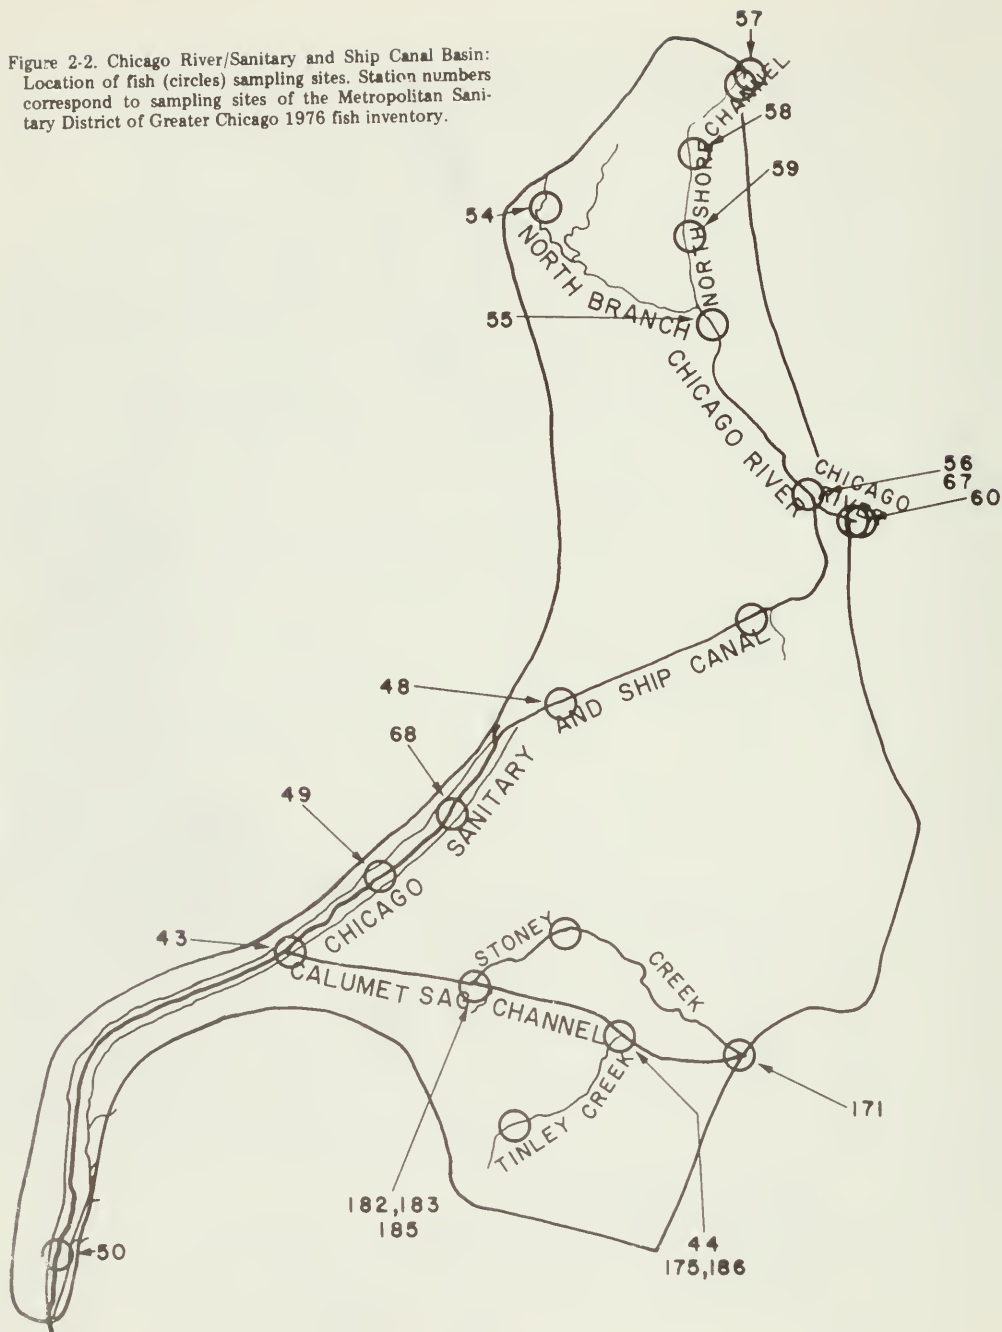 Figure 2-2. Chicago River/Sanitary and Ship Canal Basin:
Location of fish (circles) sampling sites. Station numbers
correspond to sampling sites of the Metropolitan Sani-
tary District of Greater Chicago 1976 fish inventory.
57
58
59
54
55
NORTH SHORE CHANNEL
NORTH BRANCH
CHICAGO RIVER
CHICAGO
RIVER
56
67
60
48
68
49
43
CHICAGO SANITARY AND SHIP CANAL
STONEY CREEK
CALUMET SAG CHANNEL
TINLEY CREEK
171
182,183
185
44
175,186
50